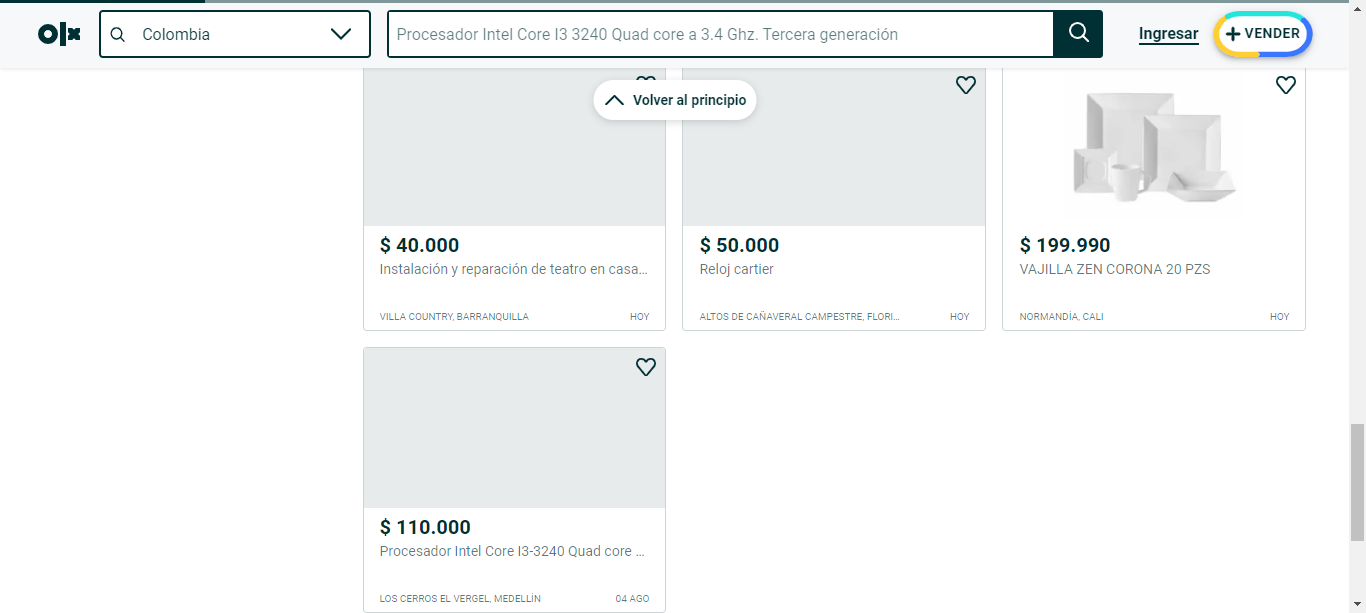 olx
Colombia
Procesador Intel Core I3 3240 Quad core a 3.4 Ghz. Tercera generación
Ingresar
VENDER
Volver al principio
$ 40.000
Instalación y reparación de teatro en casa...
VILLA COUNTRY, BARRANQUILLA HOY
$ 50.000
Reloj cartier
ALTOS DE CAÑAVERAL CAMPESTRE, FLORI... HOY
$ 199.990
VAJILLA ZEN CORONA 20 PZS
NORMANDÍA, CALI HOY
$ 110.000
Procesador Intel Core I3-3240 Quad core ...
LOS CERROS EL VERGEL, MEDELLÍN 04 AGO